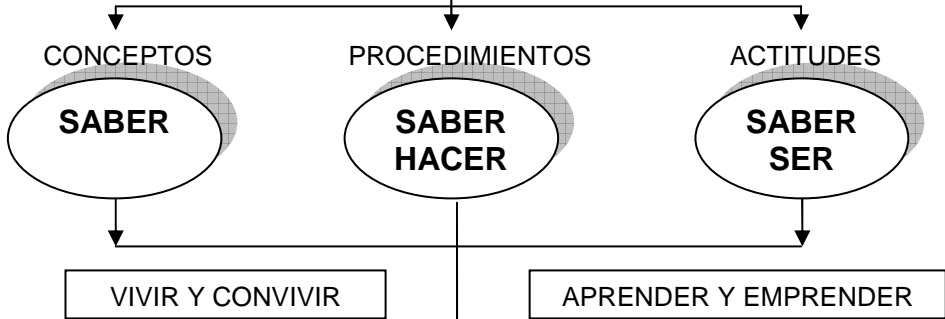 CONCEPTOS PROCEDIMIENTOS ACTITUDES
SABER
SABER
HACER
SABER
SER
VIVIR Y CONVIVIR
APRENDER Y EMPRENDER